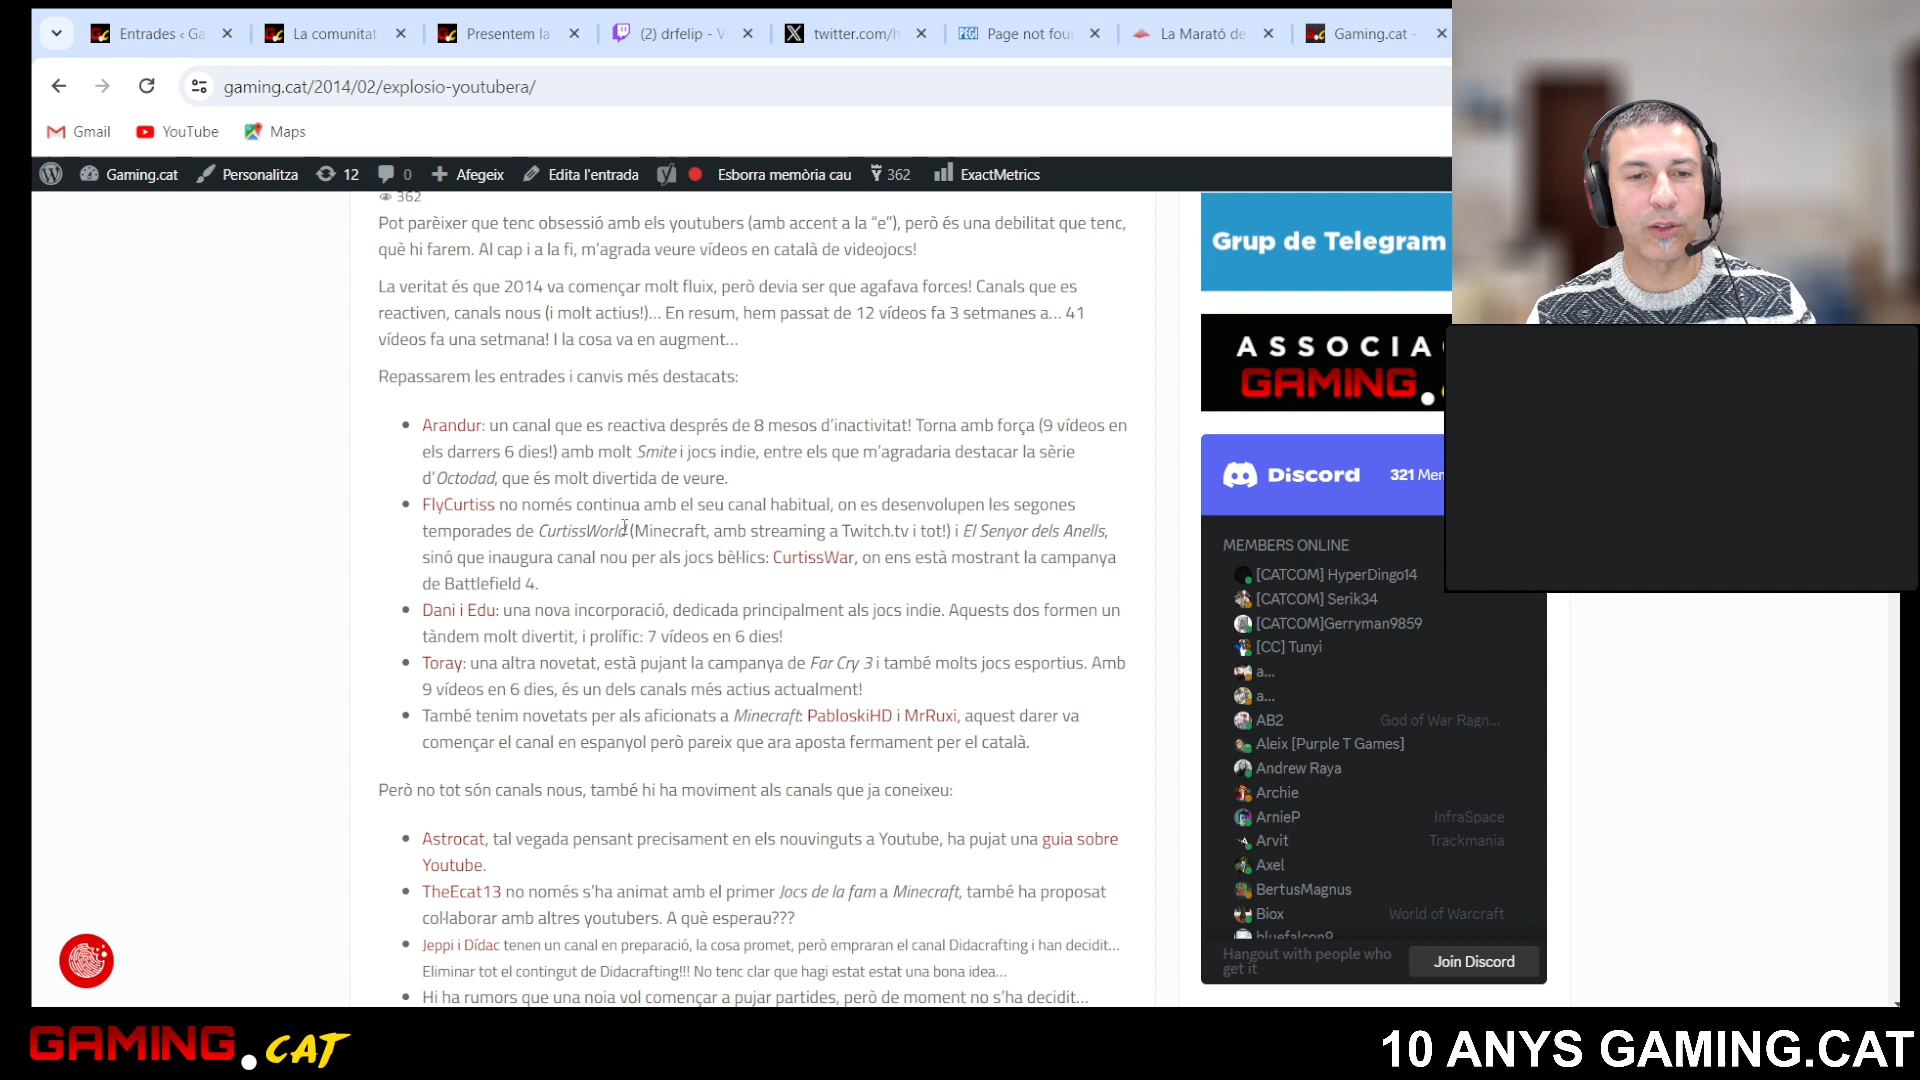 Entrades ‹ Ga
La comunitat
Presentem la
(2) drfelip - V
twitter.com/h
PEGI Page not foun
La Marató de
Gaming.cat -
gaming.cat/2014/02/explosio-youtubera/
Gmail
YouTube
Maps
Gaming.cat
Personalitza
12
0
Afegeix
Edita l'entrada
Esborra memòria cau
362
ExactMetrics
362
Pot parèixer que tenc obsessió amb els youtubers (amb accent a la “e”), però és una debilitat que tenc,
què hi farem. Al cap i a la fi, m’agrada veure vídeos en català de videojocs!
La veritat és que 2014 va començar molt fluix, però devia ser que agafava forces! Canals que es
reactiven, canals nous (i molt actius!)… En resum, hem passat de 12 vídeos fa 3 setmanes a… 41
vídeos fa una setmana! I la cosa va en augment…
Repassarem les entrades i canvis més destacats:
Arandur: un canal que es reactiva després de 8 mesos d’inactivitat! Torna amb força (9 vídeos en
els darrers 6 dies!) amb molt Smite i jocs indie, entre els que m’agradaria destacar la sèrie
d’Octodad, que és molt divertida de veure.
FlyCurtiss no només continua amb el seu canal habitual, on es desenvolupen les segones
temporades de CurtissWorld (Minecraft, amb streaming a Twitch.tv i tot!) i El Senyor dels Anells,
sinó que inaugura canal nou per als jocs bèl·lics: CurtissWar, on ens està mostrant la campanya
de Battlefield 4.
Dani i Edu: una nova incorporació, dedicada principalment als jocs indie. Aquests dos formen un
tàndem molt divertit, i prolífic: 7 vídeos en 6 dies!
Toray: una altra novetat, està pujant la campanya de Far Cry 3 i també molts jocs esportius. Amb
9 vídeos en 6 dies, és un dels canals més actius actualment!
També tenim novetats per als aficionats a Minecraft: PabloskiHD i MrRuxi, aquest darer va
començar el canal en espanyol però pareix que ara aposta fermament per el català.
Però no tot són canals nous, també hi ha moviment als canals que ja coneixeu:
Astrocat, tal vegada pensant precisament en els nouvinguts a Youtube, ha pujat una guia sobre
Youtube.
TheEcat13 no només s’ha animat amb el primer Jocs de la fam a Minecraft, també ha proposat
col·laborar amb altres youtubers. A què esperau???
Jeppi i Dídac tenen un canal en preparació, la cosa promet, però empraran el canal Didacrafting i han decidit…
Eliminar tot el contingut de Didacrafting!!! No tenc clar que hagi estat estat una bona idea…
Hi ha rumors que una noia vol començar a pujar partides, però de moment no s’ha decidit…
Grup de Telegram
ASSOCIA
GAMING.
Discord
321 Mem
MEMBERS ONLINE
[CATCOM] HyperDingo14
[CATCOM] Serik34
[CATCOM]Gerryman9859
[CC] Tunyi
a...
a...
AB2 God of War Ragn...
Aleix [Purple T Games]
Andrew Raya
Archie
ArnieP InfraSpace
Arvit Trackmania
Axel
BertusMagnus
Biox World of Warcraft
bluefalcon9
Hangout with people who
get it
Join Discord
GAMING.CAT
10 ANYS GAMING.CAT